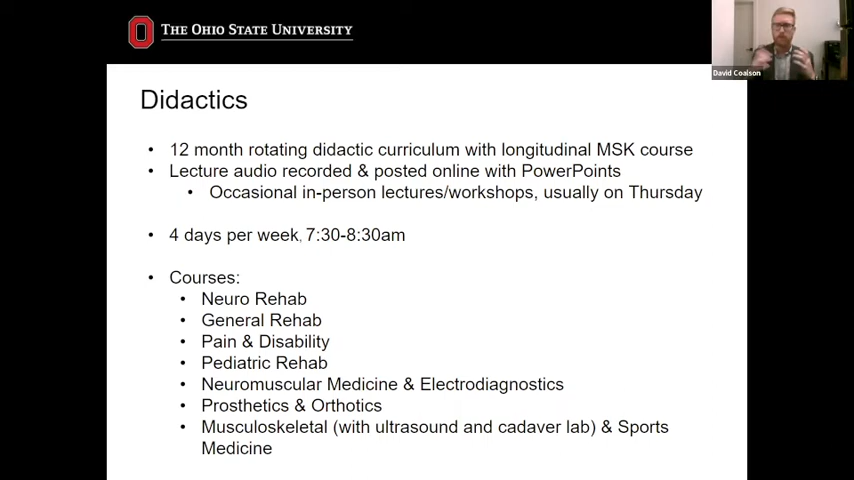 THE OHIO STATE UNIVERSITY
David Coalson
Didactics
• 12 month rotating didactic curriculum with longitudinal MSK course
• Lecture audio recorded & posted online with PowerPoints
• Occasional in-person lectures/workshops, usually on Thursday
• 4 days per week, 7:30-8:30am
• Courses:
• Neuro Rehab
• General Rehab
• Pain & Disability
• Pediatric Rehab
• Neuromuscular Medicine & Electrodiagnostics
• Prosthetics & Orthotics
• Musculoskeletal (with ultrasound and cadaver lab) & Sports
Medicine